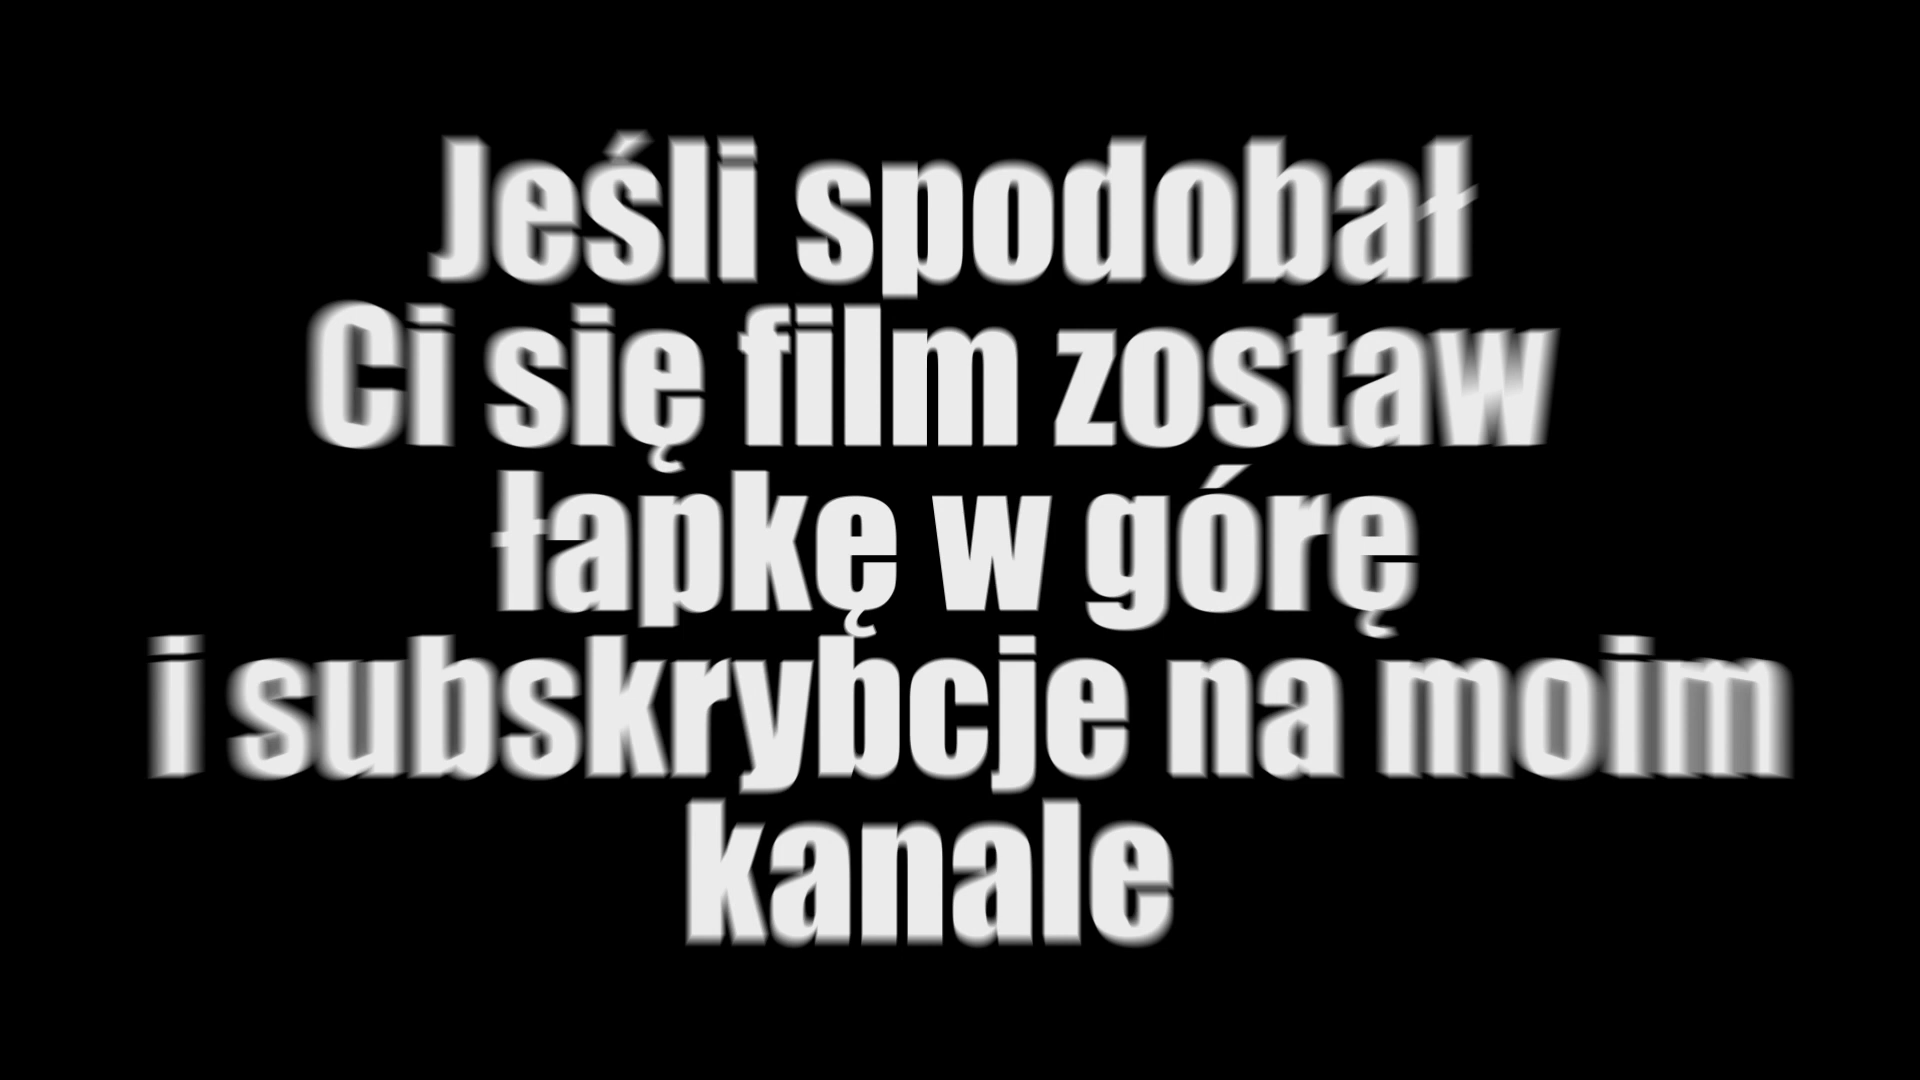 Jeśli spodobał
Ci się film zostaw
łapkę w górę
i subskrybcje na moim
kanale